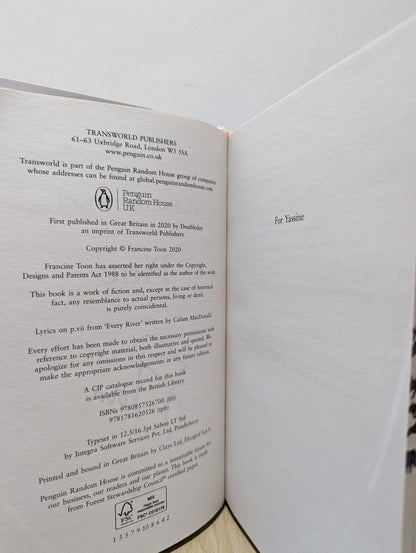 TRANSWORLD PUBLISHERS
61–63 Uxbridge Road, London W5 5SA
www.penguin.co.uk
Transworld is part of the Penguin Random House group of companies
whose addresses can be found at global.penguinrandomhouse.com
Penguin
Random House
UK
First published in Great Britain in 2020 by Doubleday
an imprint of Transworld Publishers
Copyright © Francine Toon 2020
Francine Toon has asserted her right under the Copyright,
Designs and Patents Act 1988 to be identified as the author of this work.
This book is a work of fiction and, except in the case of historical
fact, any resemblance to actual persons, living or dead,
is purely coincidental.
Lyrics on p.vii from ‘Every River’ written by Calum MacDonald.
Every effort has been made to obtain the necessary permissions with
reference to copyright material, both illustrative and quoted. We
apologize for any omissions in this respect and will be pleased to
make the appropriate acknowledgements in any future edition.
A CIP catalogue record for this book
is available from the British Library.
ISBNs 9780857526700 (hb)
9781781620526 (tpb)
Typeset in 12.5/16.5pt Sabon LT Std
by Integra Software Services Pvt. Ltd, Pondicherry
Printed and bound in Great Britain by Clays Ltd, Elcograf S.p.A.
Penguin Random House is committed to a sustainable future for
our business, our readers and our planet. This book is made
from Forest Stewardship Council® certified paper.
FSC
MIX
FSC® C018179
1 3 5 7 9 10 8 6 4 2
For Yassine